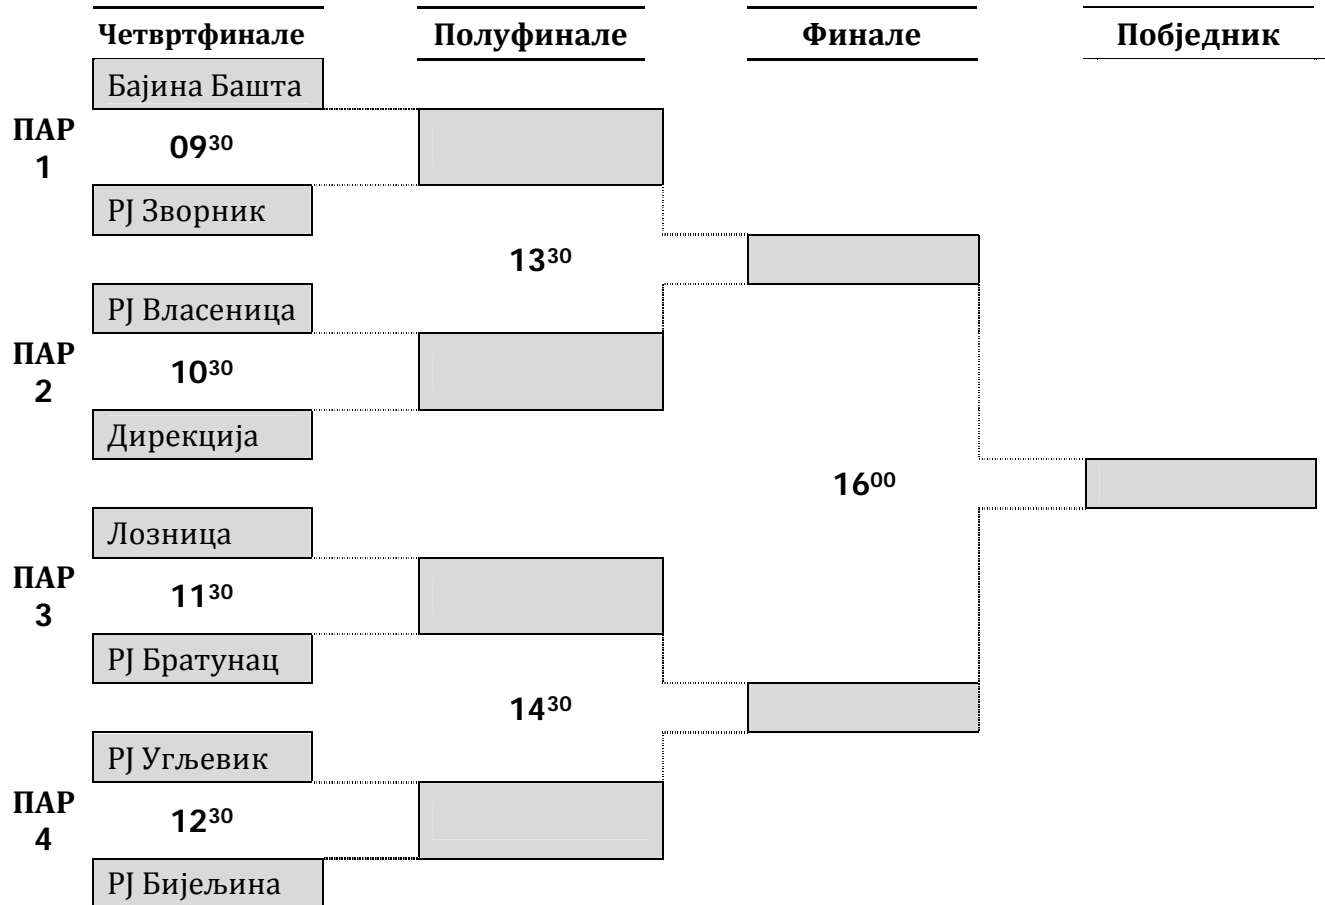 Четвртфинале Полуфинале Финале Побједник
Бајина Башта
ПАР 1
09³⁰
РЈ Зворник
13³⁰
РЈ Власеница
ПАР 2
10³⁰
Дирекција
16⁰⁰
Лозница
ПАР 3
11³⁰
РЈ Братунац
14³⁰
РЈ Угљевик
ПАР 4
12³⁰
РЈ Бијељина